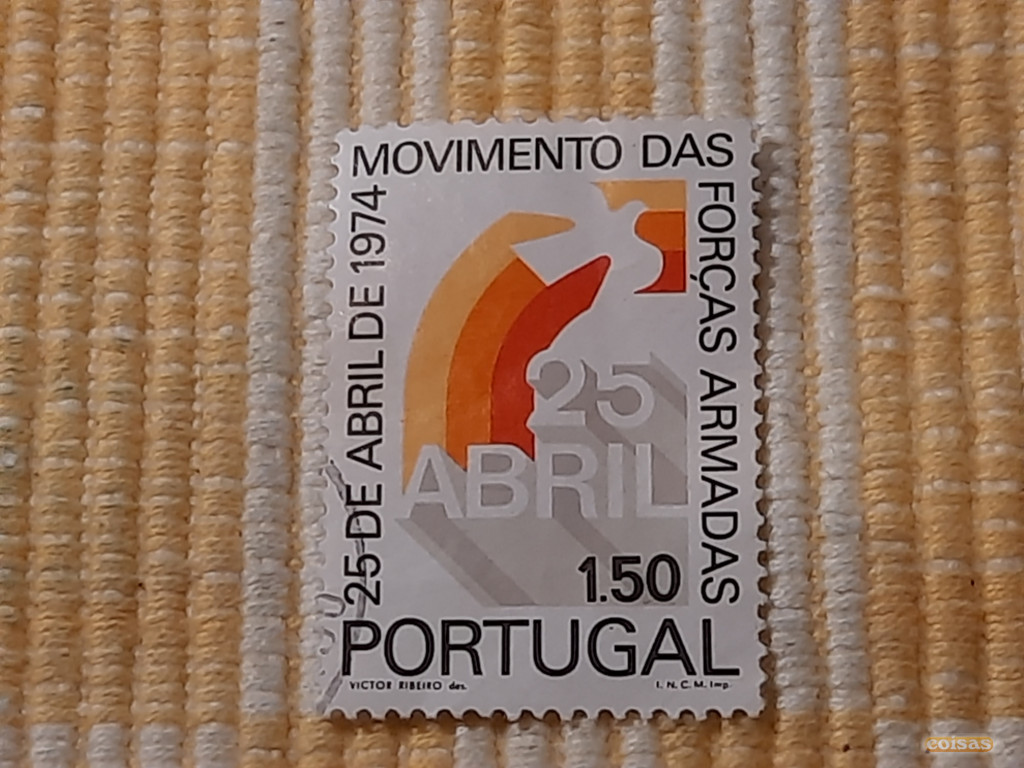 MOVIMENTO DAS
FORÇAS ARMADAS
25 DE ABRIL DE 1974
25
ABRIL
1.50
PORTUGAL
VICTOR RIBEIRO des.
I. N. C. M. Imp.
coisas